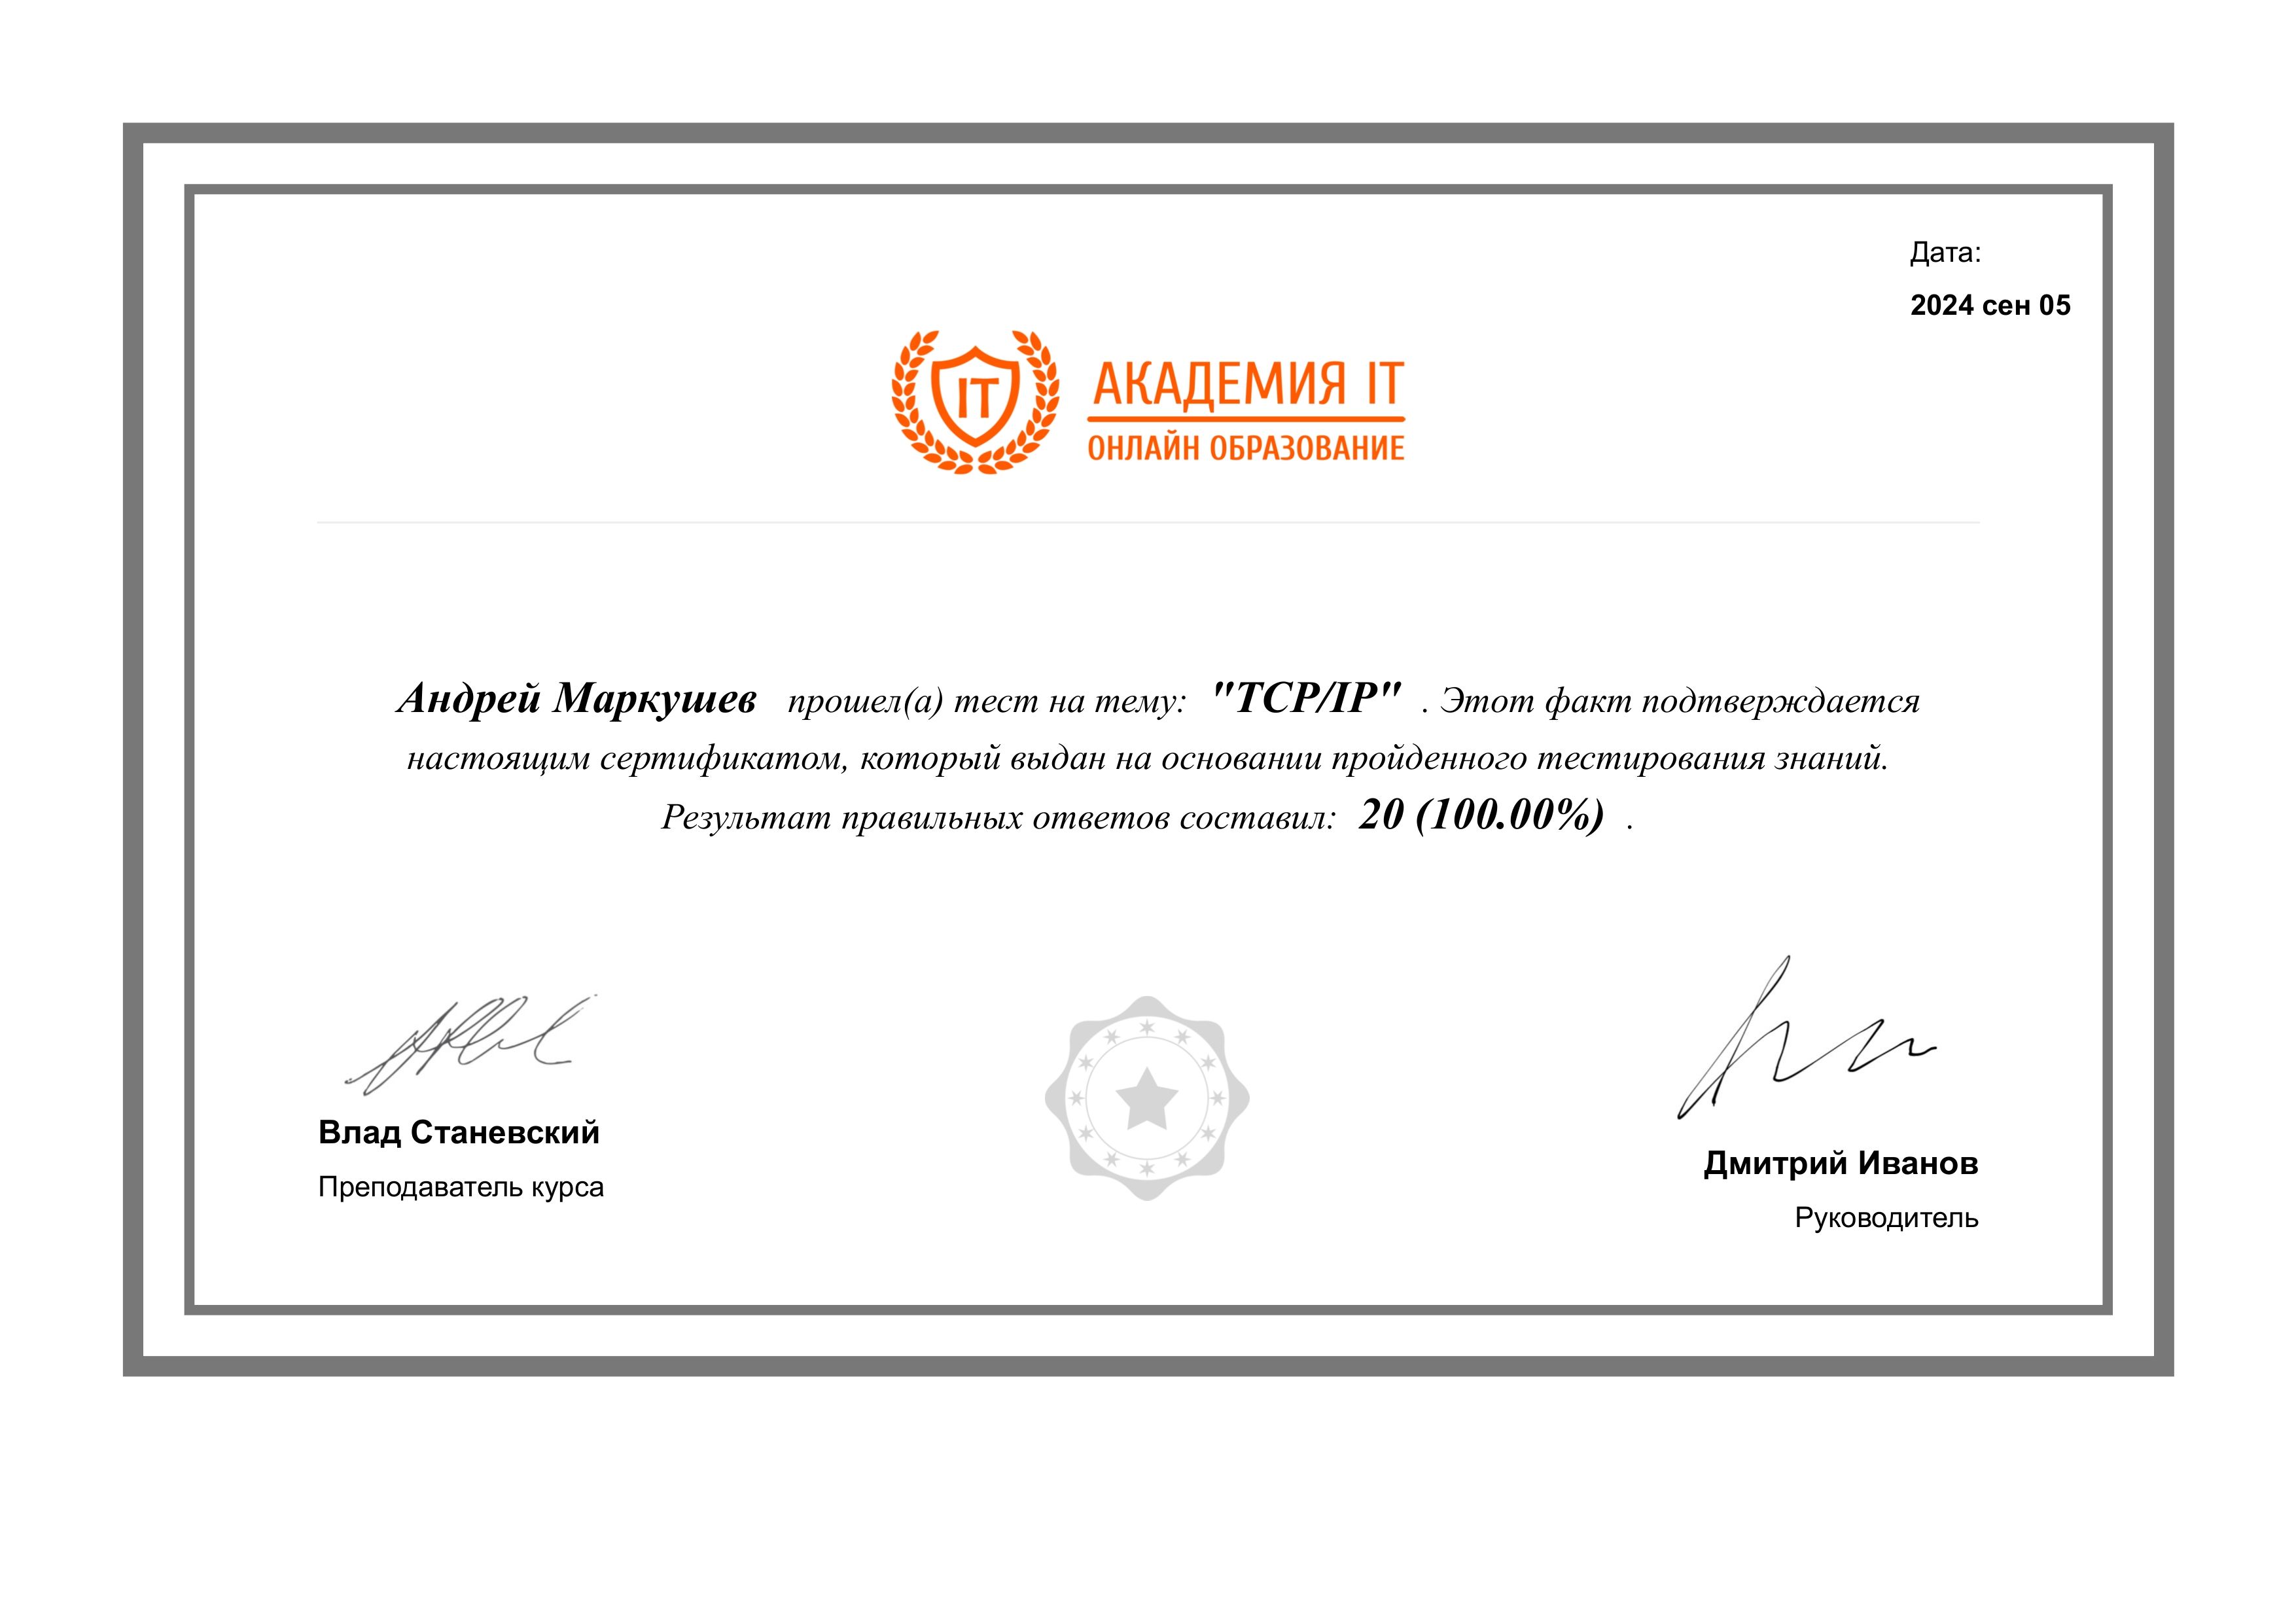 Дата:
2024 сен 05
IT
АКАДЕМИЯ IT
ОНЛАЙН ОБРАЗОВАНИЕ
Андрей Маркушев прошел(а) тест на тему: "TCP/IP" . Этот факт подтверждается
настоящим сертификатом, который выдан на основании пройденного тестирования знаний.
Результат правильных ответов составил: 20 (100.00%) .
Влад Станевский
Преподаватель курса
Дмитрий Иванов
Руководитель